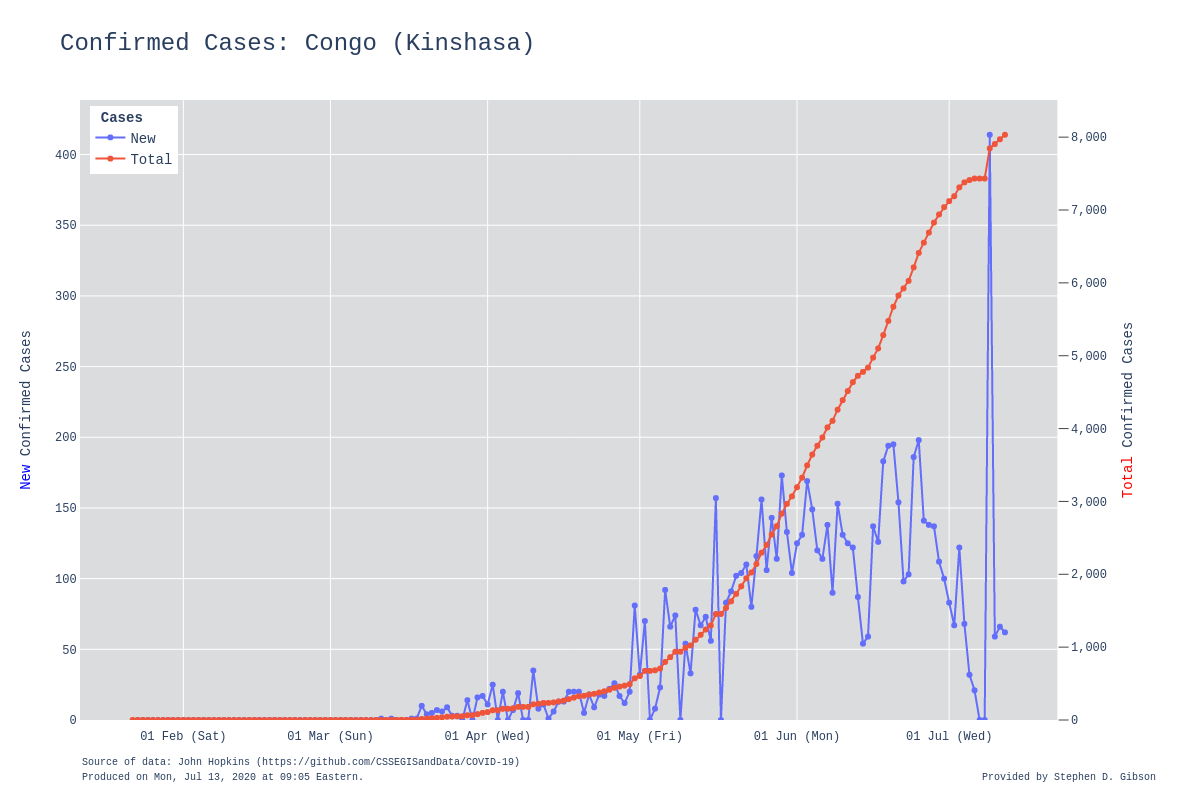 Confirmed Cases: Congo (Kinshasa)
Cases
New
Total
400
350
300
250
200
150
100
50
0
8,000
7,000
6,000
5,000
4,000
3,000
2,000
1,000
0
New Confirmed Cases
Total Confirmed Cases
01 Feb (Sat)
01 Mar (Sun)
01 Apr (Wed)
01 May (Fri)
01 Jun (Mon)
01 Jul (Wed)
Source of data: John Hopkins (https://github.com/CSSEGISandData/COVID-19)
Produced on Mon, Jul 13, 2020 at 09:05 Eastern.
Provided by Stephen D. Gibson